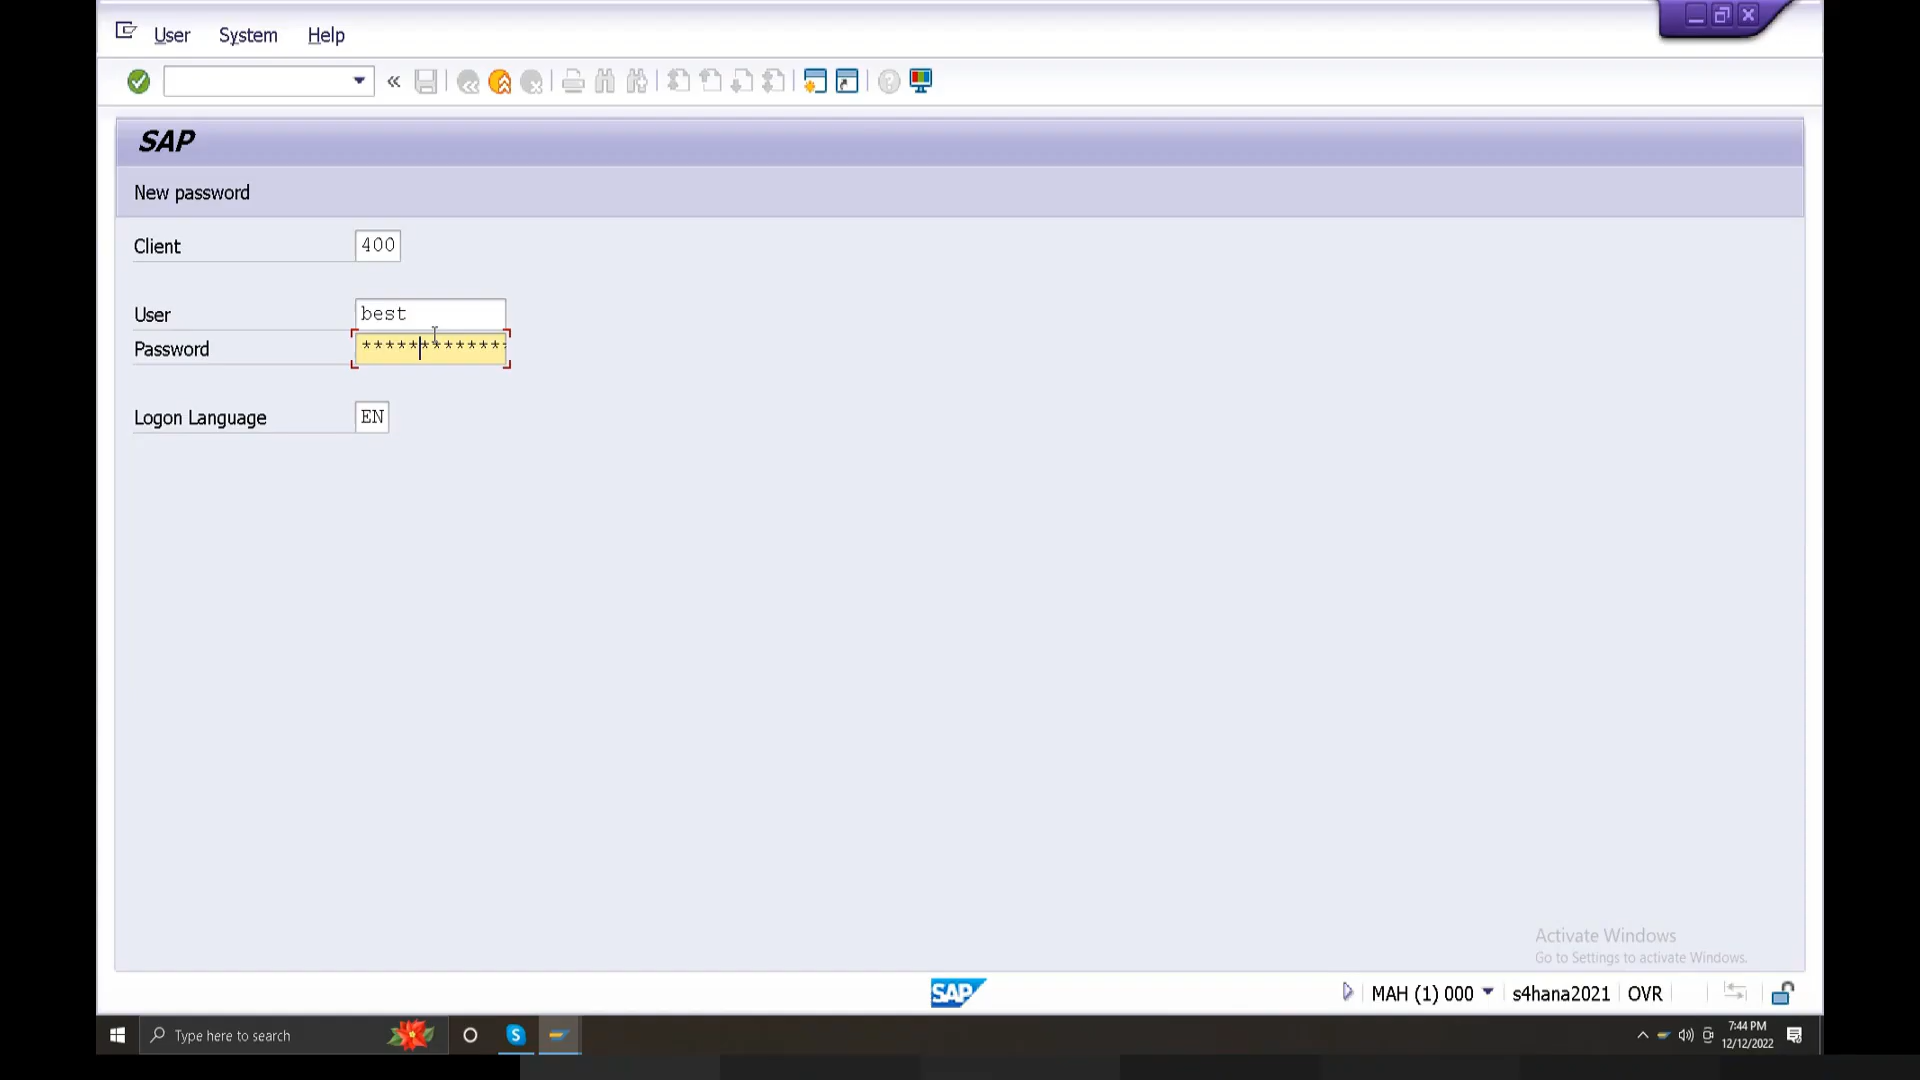 User System Help
SAP
New password
Client 400
User best
Password *************
Logon Language EN
Activate Windows
Go to Settings to activate Windows.
SAP
MAH (1) 000 s4hana2021 OVR
Type here to search
S
7:44 PM
12/12/2022